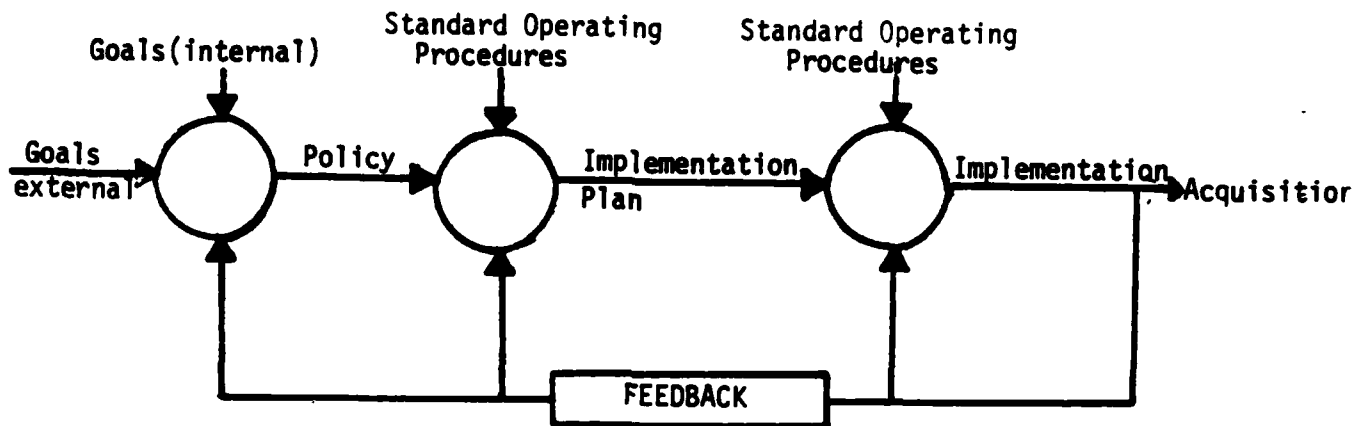 Goals(internal)
Standard Operating
Procedures
Standard Operating
Procedures
Goals
external
Policy
Implementation
Plan
Implementation
Acquisitior
FEEDBACK